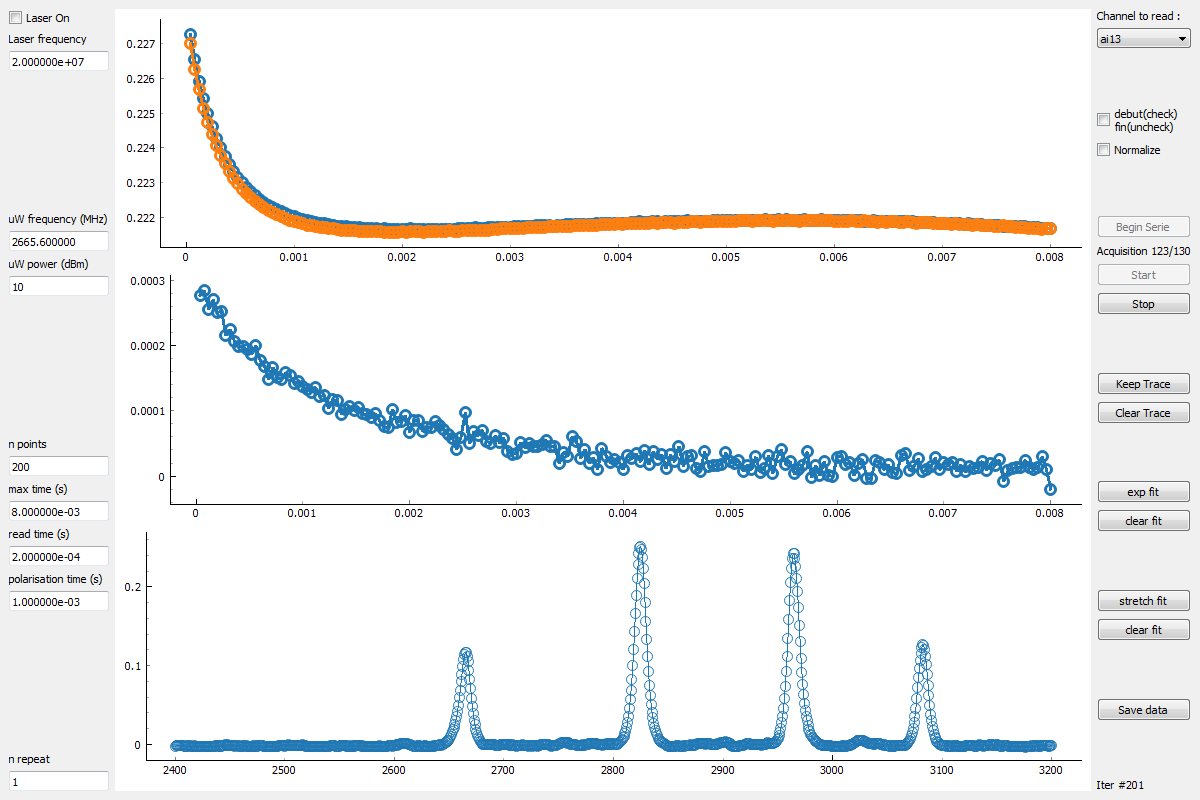 Laser On
Laser frequency
2.000000e+07
uW frequency (MHz)
2665.600000
uW power (dBm)
10
n points
200
max time (s)
8.000000e-03
read time (s)
2.000000e-04
polarisation time (s)
1.000000e-03
n repeat
1
0.227
0.226
0.225
0.224
0.223
0.222
0 0.001 0.002 0.003 0.004 0.005 0.006 0.007 0.008
0.0003
0.0002
0.0001
0
0 0.001 0.002 0.003 0.004 0.005 0.006 0.007 0.008
0.2
0.1
0
2400 2500 2600 2700 2800 2900 3000 3100 3200
Channel to read :
ai13
debut(check)
fin(uncheck)
Normalize
Begin Serie
Acquisition 123/130
Start
Stop
Keep Trace
Clear Trace
exp fit
clear fit
stretch fit
clear fit
Save data
Iter #201